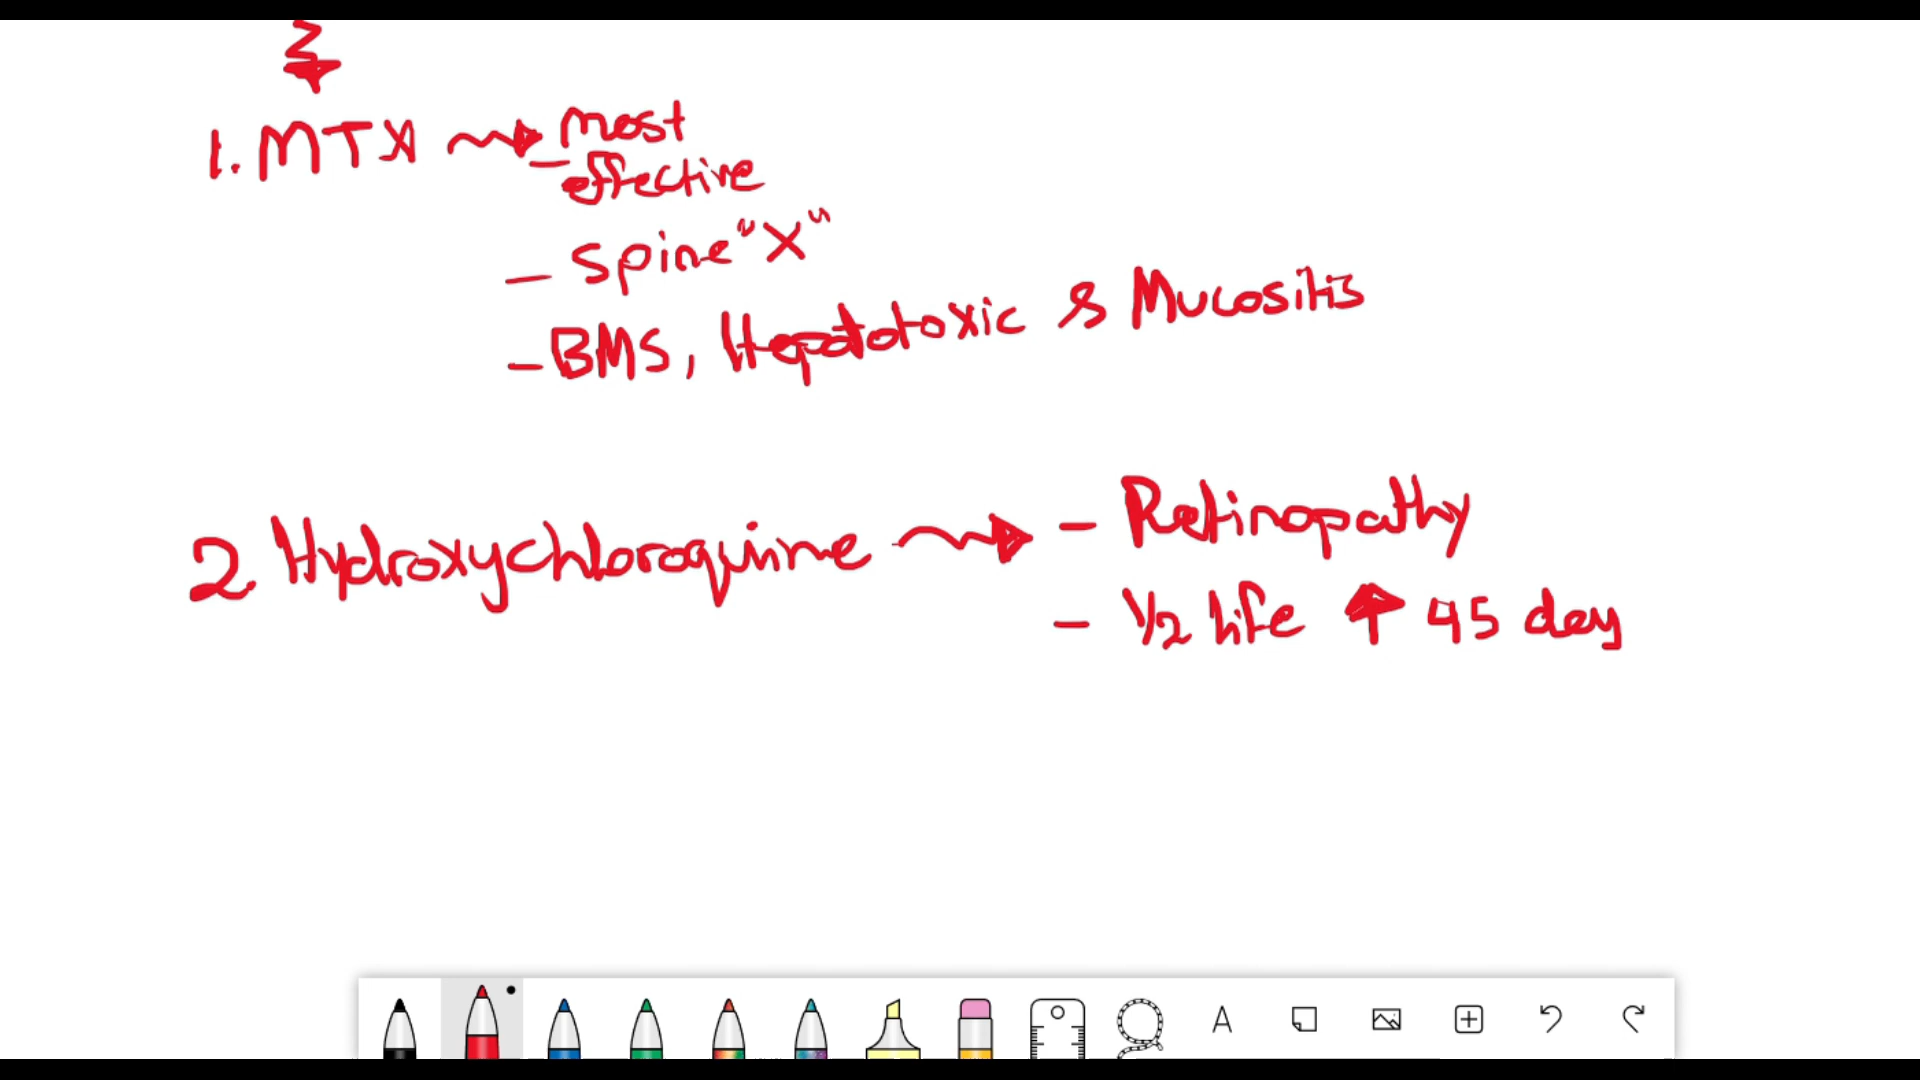 1. MTX → - most
effective
- spine "X"
- BMS, Hepatotoxic & Mucositis
2. Hydroxychloroquine → - Retinopathy
- 1/2 life ↑ 45 day
A